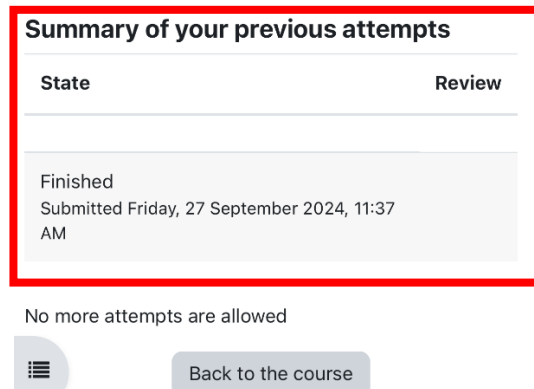 Summary of your previous attempts
State Review
Finished
Submitted Friday, 27 September 2024, 11:37
AM
No more attempts are allowed
Back to the course